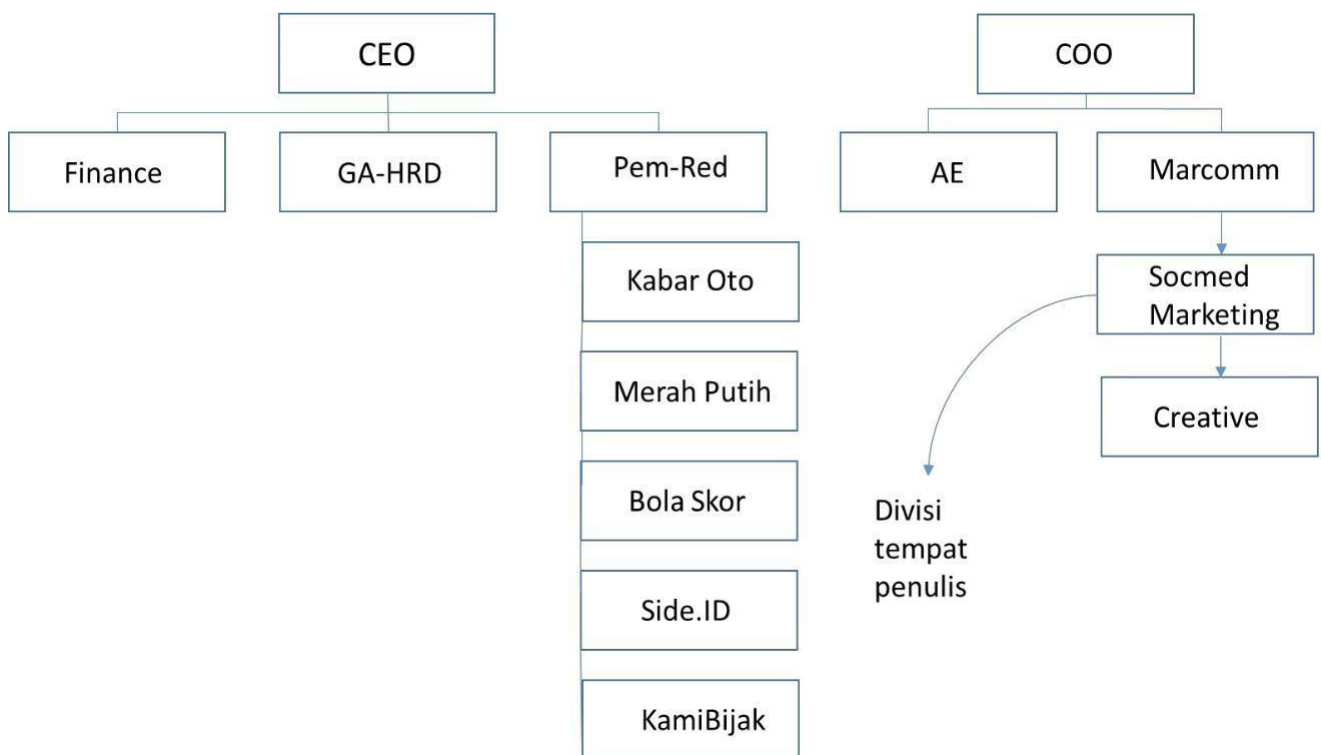 CEO
COO
Finance
GA-HRD
Pem-Red
AE
Marcomm
Kabar Oto
Merah Putih
Bola Skor
Side.ID
KamiBijak
Socmed
Marketing
Creative
Divisi
tempat
penulis